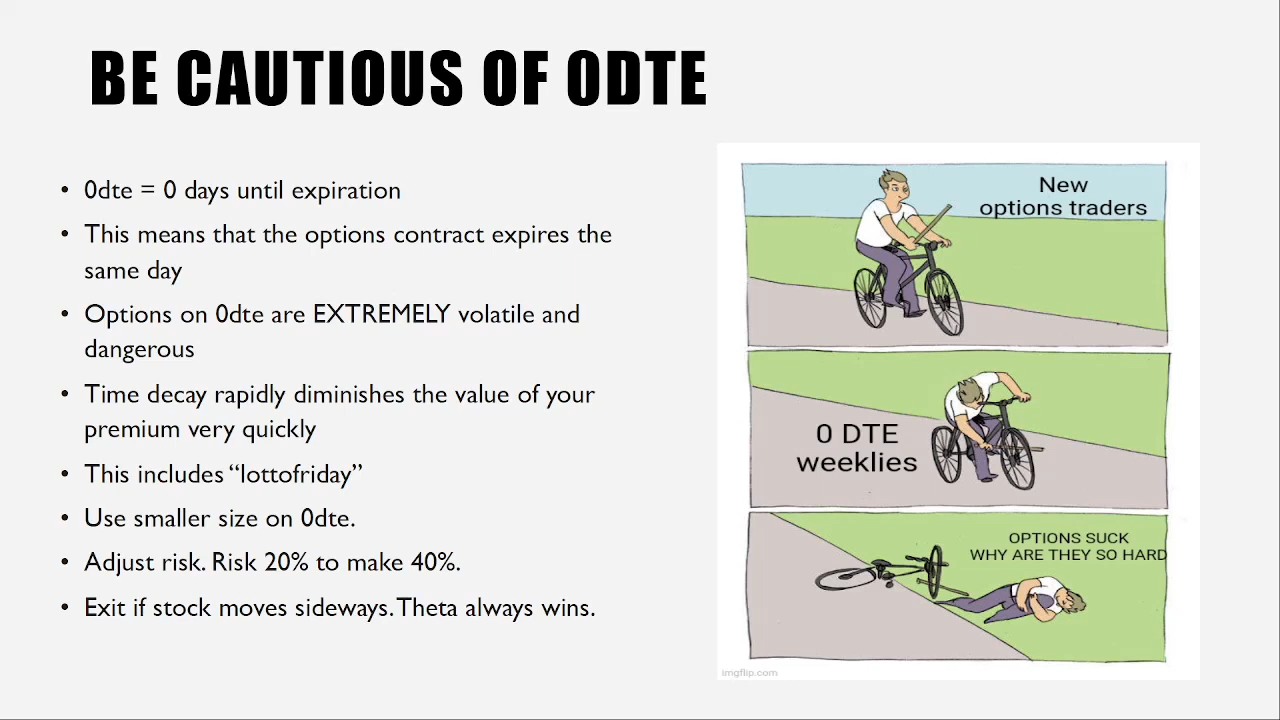 BE CAUTIOUS OF 0DTE
• 0dte = 0 days until expiration
• This means that the options contract expires the
same day
• Options on 0dte are EXTREMELY volatile and
dangerous
• Time decay rapidly diminishes the value of your
premium very quickly
• This includes “lottofriday”
• Use smaller size on 0dte.
• Adjust risk. Risk 20% to make 40%.
• Exit if stock moves sideways. Theta always wins.
New
options traders
0 DTE
weeklies
OPTIONS SUCK
WHY ARE THEY SO HARD
imgflip.com